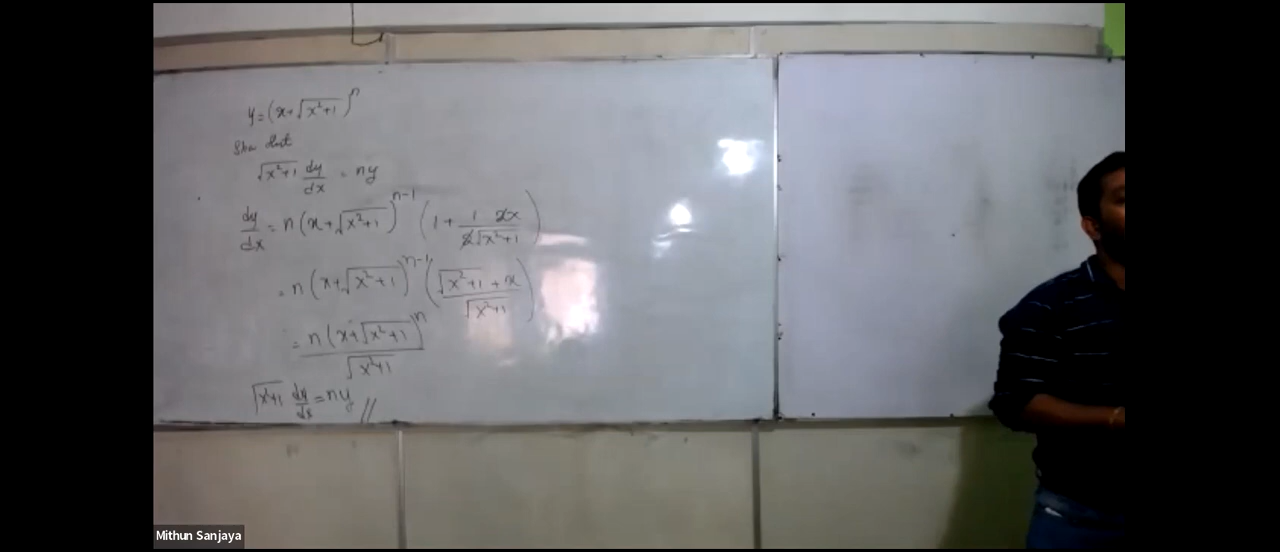 y = (x+√(x²+1))ⁿ
Show that
√(x²+1) dy/dx = ny
dy/dx = n(x+√(x²+1))ⁿ⁻¹ (1 + 1 2x / 2√(x²+1))
= n(x+√(x²+1))ⁿ⁻¹ (√(x²+1) + x / √(x²+1))
= n(x+√(x²+1))ⁿ / √(x²+1)
√(x²+1) dy/dx = ny //
Mithun Sanjaya